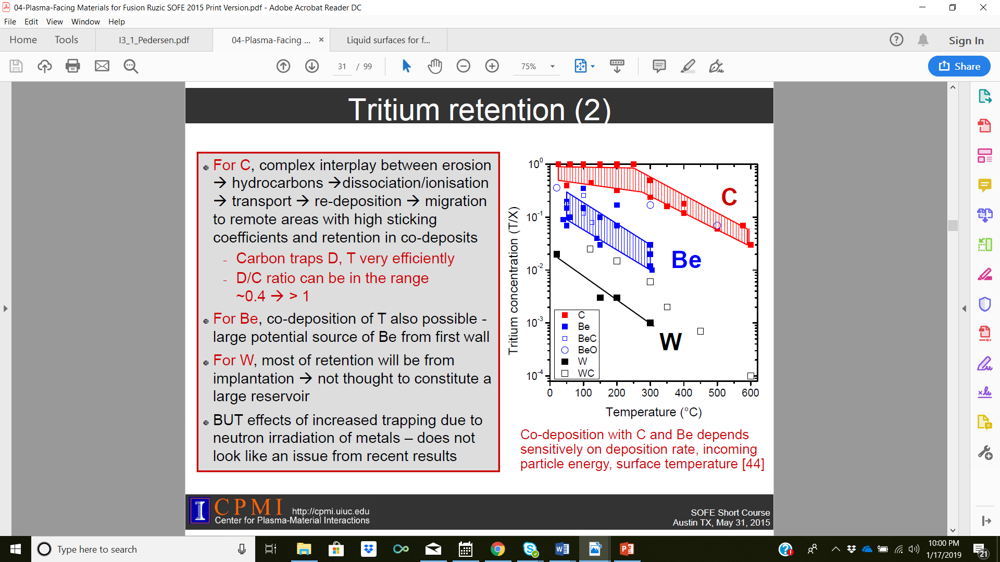 04-Plasma-Facing Materials for Fusion Ruzic SOFE 2015 Print Version.pdf - Adobe Acrobat Reader DC
File Edit View Window Help
Home Tools I3_1_Pedersen.pdf 04-Plasma-Facing ... × Liquid surfaces for f... ? Sign In
31 / 99 75% Share
Tritium retention (2)
For C, complex interplay between erosion
→ hydrocarbons →dissociation/ionisation
→ transport → re-deposition → migration
to remote areas with high sticking
coefficients and retention in co-deposits
- Carbon traps D, T very efficiently
- D/C ratio can be in the range
~0.4 → > 1
For Be, co-deposition of T also possible -
large potential source of Be from first wall
For W, most of retention will be from
implantation → not thought to constitute a
large reservoir
BUT effects of increased trapping due to
neutron irradiation of metals – does not
look like an issue from recent results
Tritium concentration (T/X)
10⁰
10⁻¹
10⁻²
10⁻³
10⁻⁴
C
Be
W
C
Be
BeC
BeO
W
WC
0 100 200 300 400 500 600
Temperature (°C)
Co-deposition with C and Be depends
sensitively on deposition rate, incoming
particle energy, surface temperature [44]
I CPMI http://cpmi.uiuc.edu
Center for Plasma-Material Interactions
SOFE Short Course
Austin TX, May 31, 2015
Type here to search
10:00 PM
1/17/2019
21